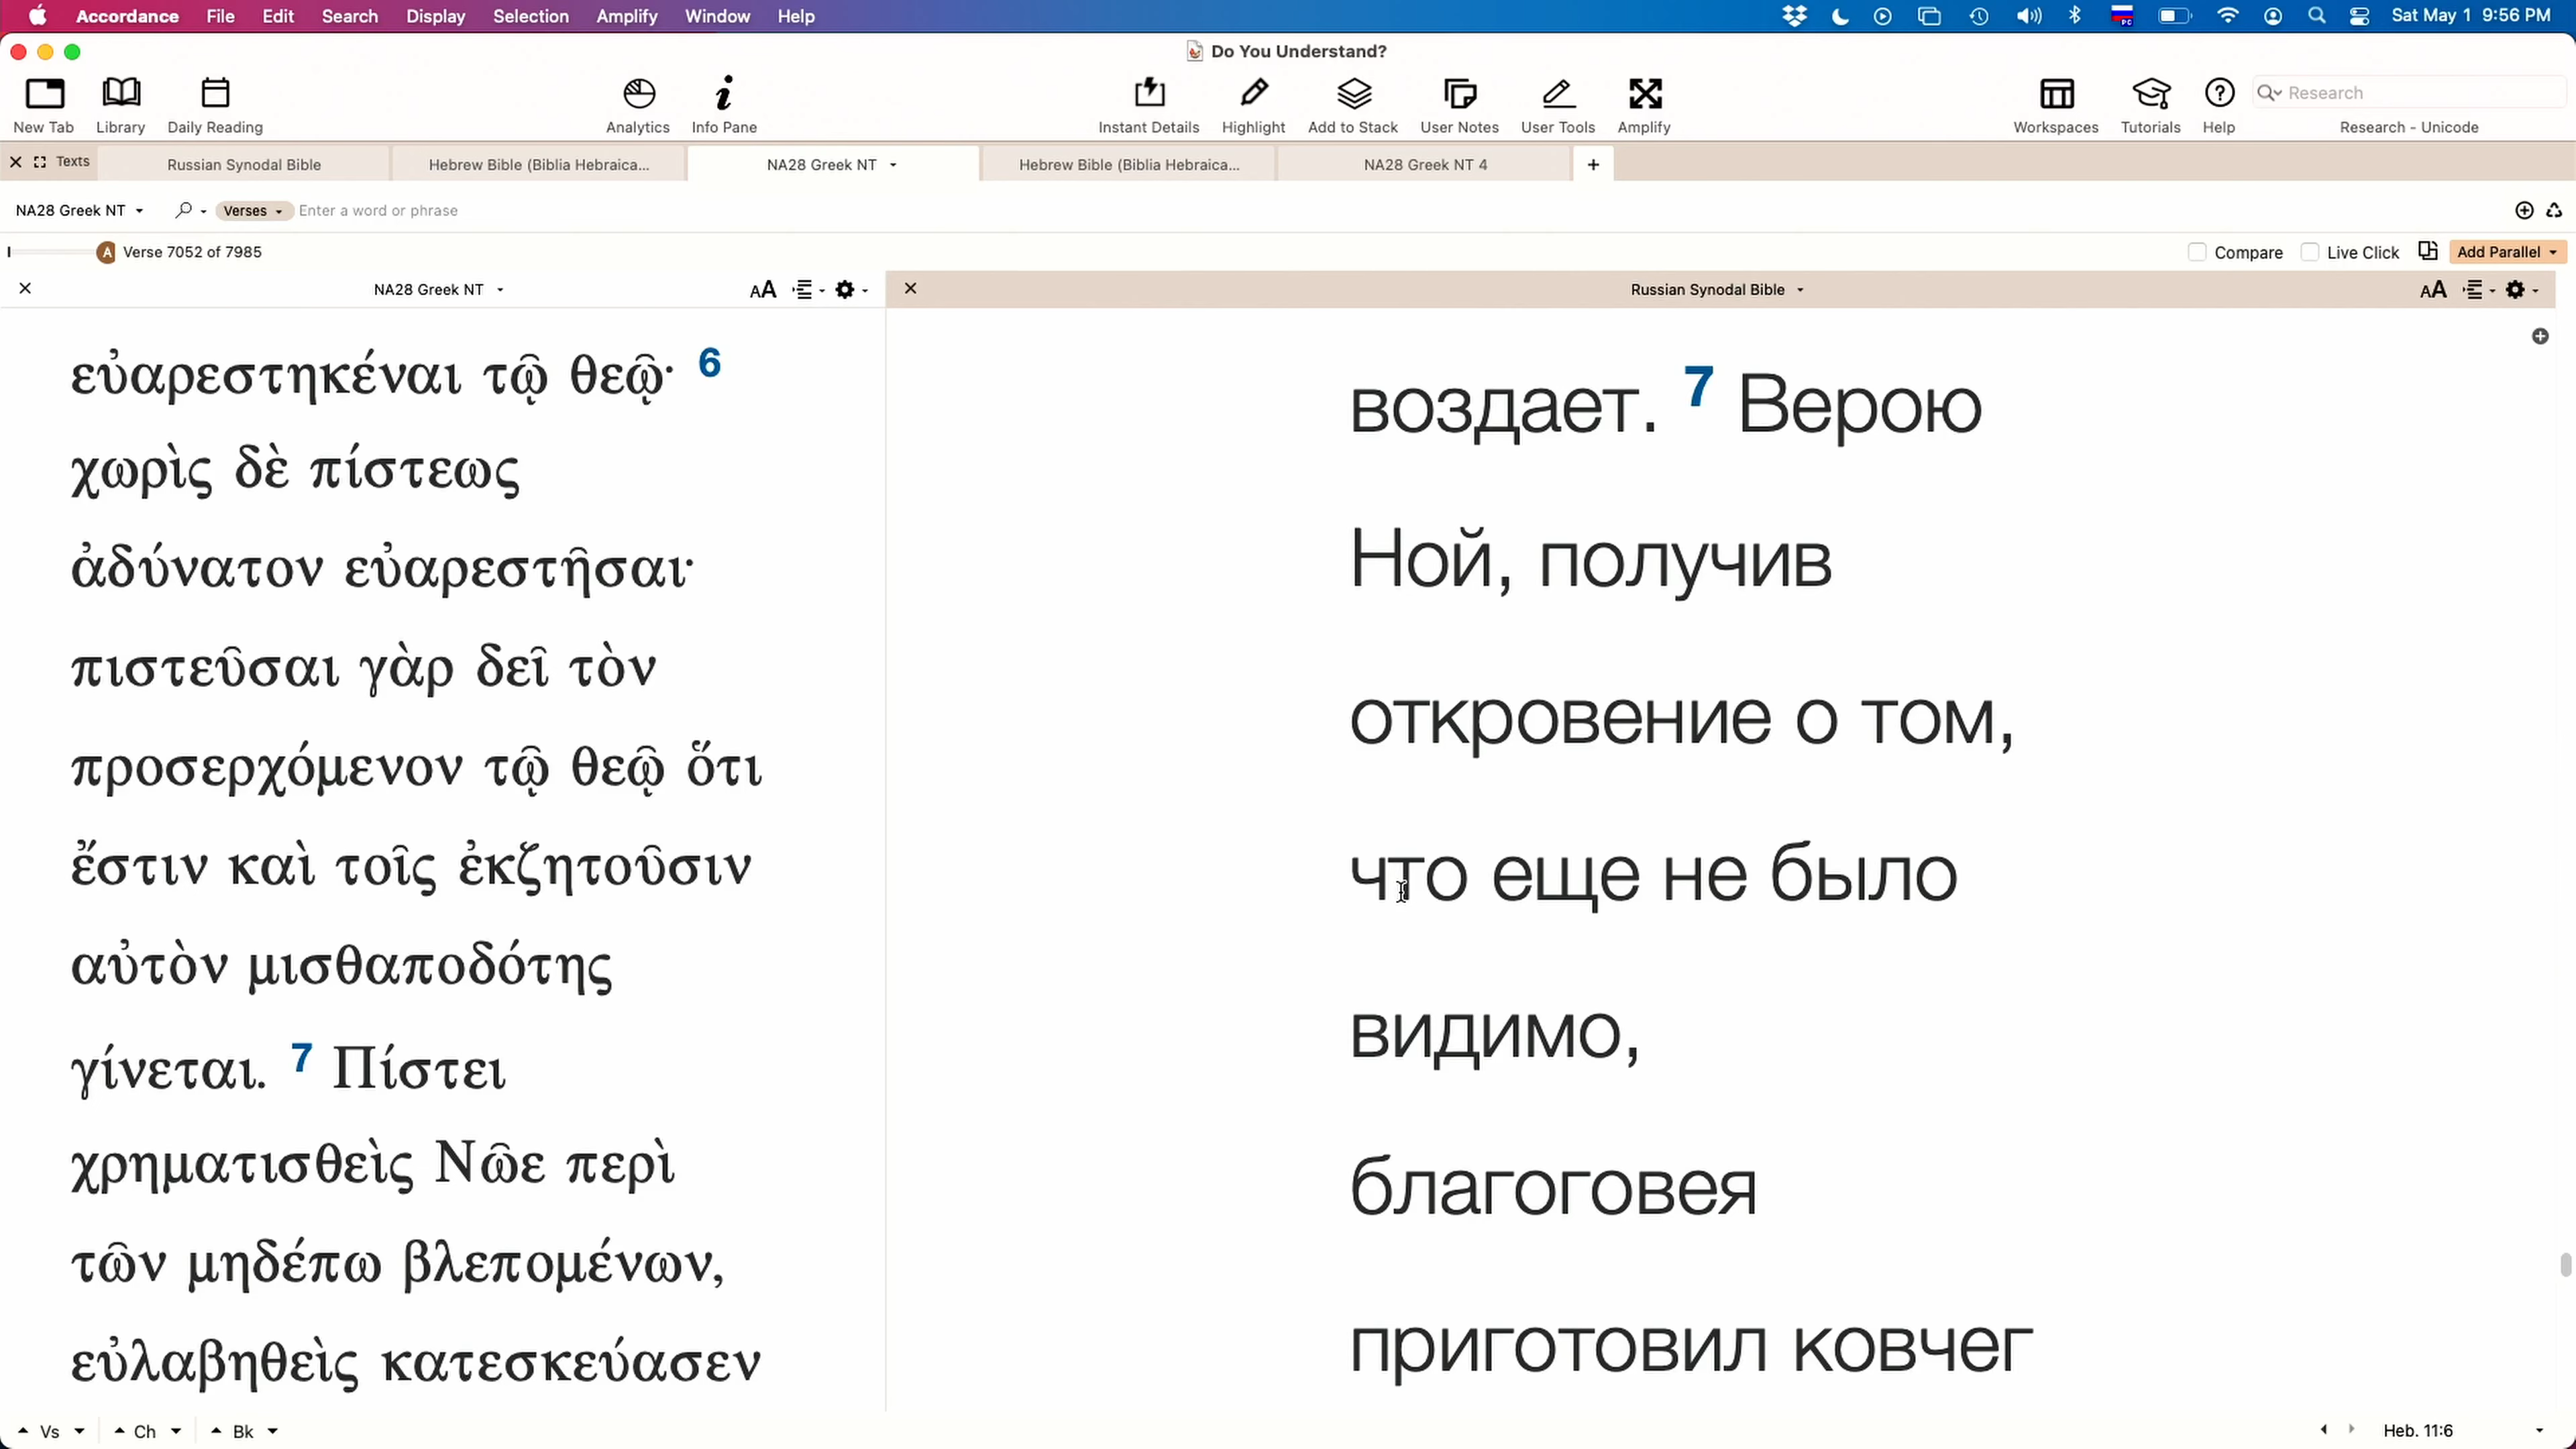 Accordance File Edit Search Display Selection Amplify Window Help Sat May 1 9:56 PM
Do You Understand?
New Tab Library Daily Reading Analytics Info Pane Instant Details Highlight Add to Stack User Notes User Tools Amplify Workspaces Tutorials Help Research
Research - Unicode
Texts Russian Synodal Bible Hebrew Bible (Biblia Hebraica... NA28 Greek NT Hebrew Bible (Biblia Hebraica... NA28 Greek NT 4
NA28 Greek NT Verses Enter a word or phrase
A Verse 7052 of 7985 Compare Live Click Add Parallel
NA28 Greek NT AA Russian Synodal Bible AA
εὐαρεστηκέναι τῷ θεῷ· 6
χωρὶς δὲ πίστεως
ἀδύνατον εὐαρεστῆσαι·
πιστεῦσαι γὰρ δεῖ τὸν
προσερχόμενον τῷ θεῷ ὅτι
ἔστιν καὶ τοῖς ἐκζητοῦσιν
αὐτὸν μισθαποδότης
γίνεται. 7 Πίστει
χρηματισθεὶς Νῶε περὶ
τῶν μηδέπω βλεπομένων,
εὐλαβηθεὶς κατεσκεύασεν
воздает. 7 Верою
Ной, получив
откровение о том,
что еще не было
видимо,
благоговея
приготовил ковчег
Vs Ch Bk Heb. 11:6